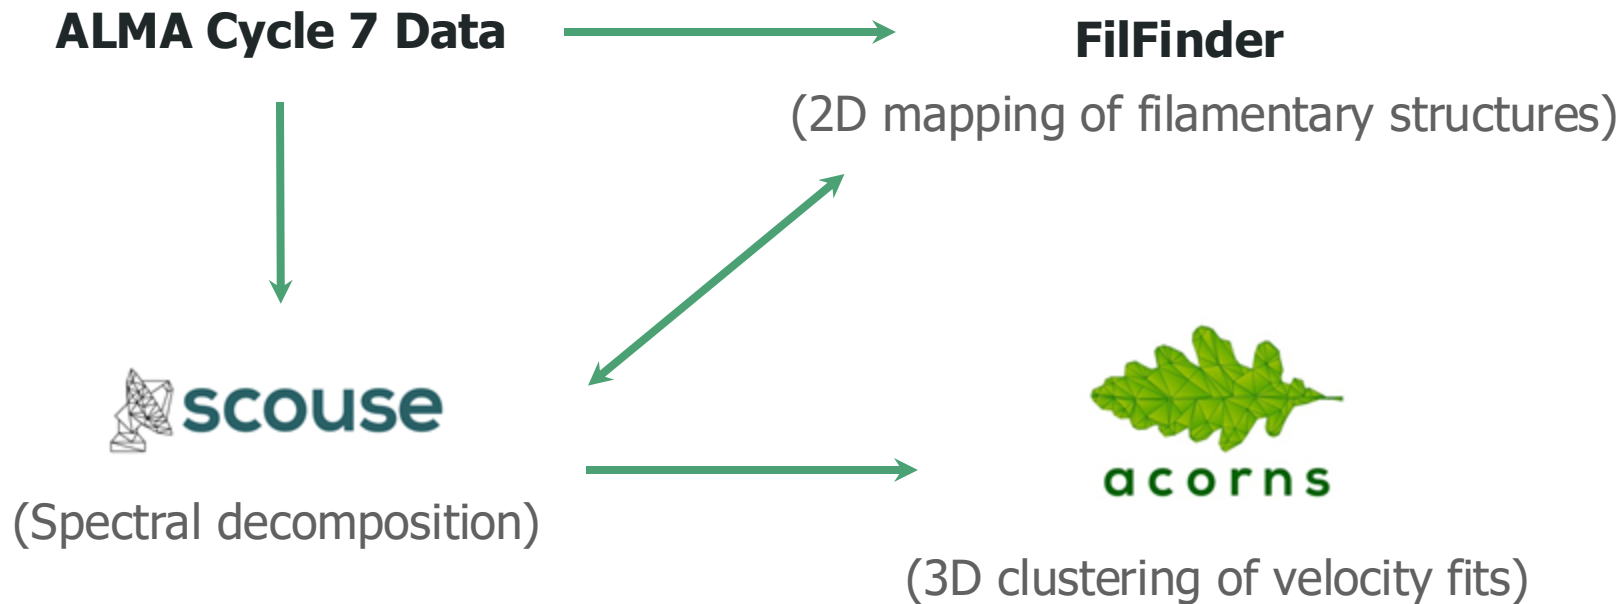 ALMA Cycle 7 Data
FilFinder
(2D mapping of filamentary structures)
scouse
(Spectral decomposition)
acorns
(3D clustering of velocity fits)